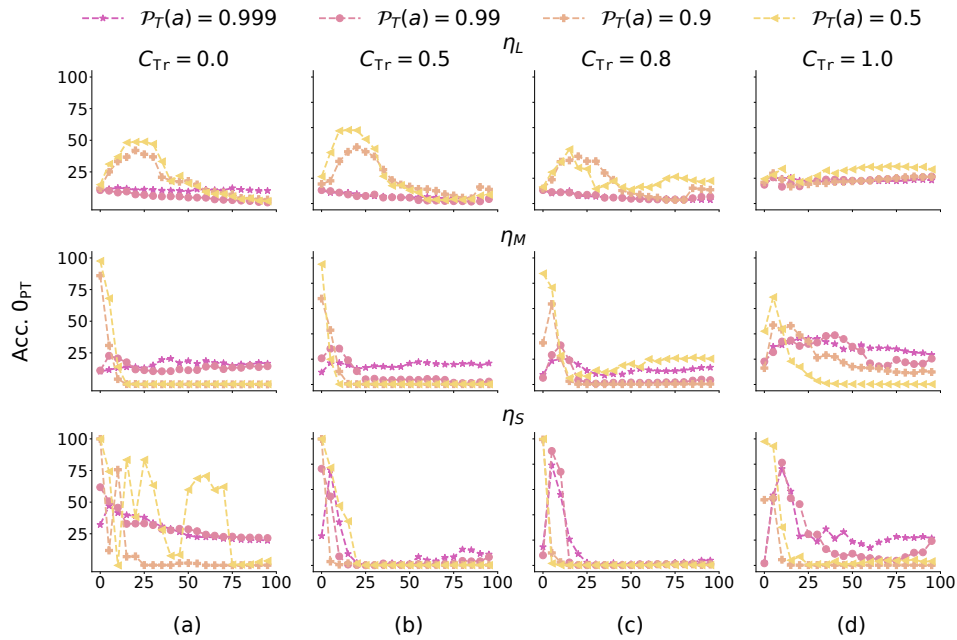 𝒫_T(a) = 0.999 𝒫_T(a) = 0.99 𝒫_T(a) = 0.9 𝒫_T(a) = 0.5
η_L
C_Tr = 0.0 C_Tr = 0.5 C_Tr = 0.8 C_Tr = 1.0
100
75
50
25
η_M
100
75
50
25
Acc. 0_PT
η_S
100
75
50
25
0 25 50 75 100 0 25 50 75 100 0 25 50 75 100 0 25 50 75 100
(a) (b) (c) (d)